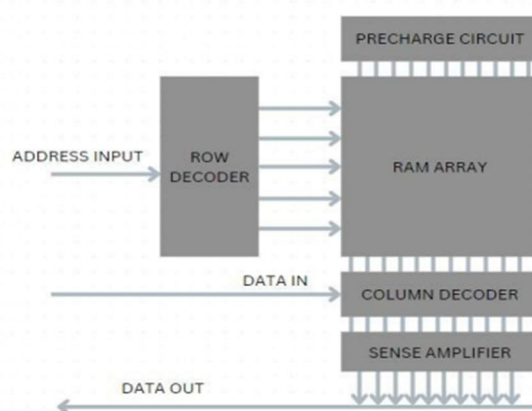 PRECHARGE CIRCUIT
ADDRESS INPUT
ROW
DECODER
RAM ARRAY
DATA IN
COLUMN DECODER
SENSE AMPLIFIER
DATA OUT